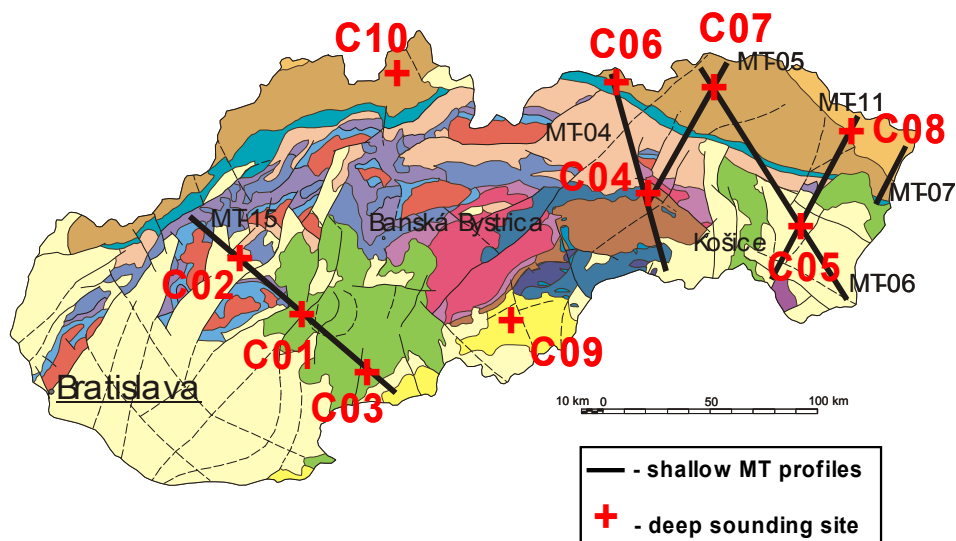 C10
C06
C07
MT-05
MT-11
C08
MT-04
C04
MT-07
MT-15
Banská Bystrica
Košice
C02
C05
MT-06
C01
C09
Bratislava
C03
10 km 0 50 100 km
- shallow MT profiles
- deep sounding site